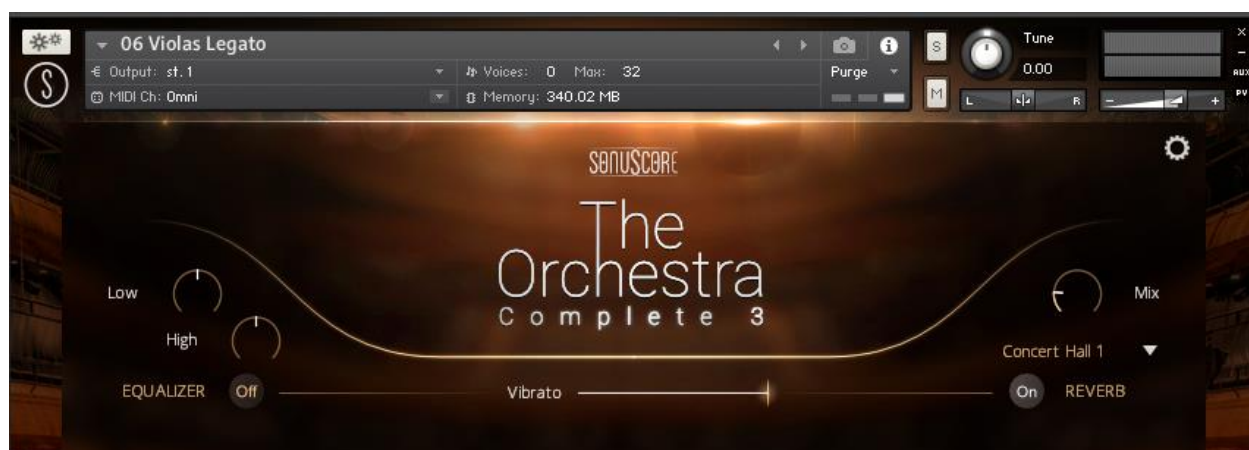 06 Violas Legato
Output: st. 1
Voices: 0 Max: 32
Purge
MIDI Ch: Omni
Memory: 340.02 MB
S
M
Tune
0.00
L R
- +
×
-
AUX
PV
SONUSCORE
The
Orchestra
Complete 3
Low
High
EQUALIZER Off
Vibrato
Mix
Concert Hall 1
On REVERB